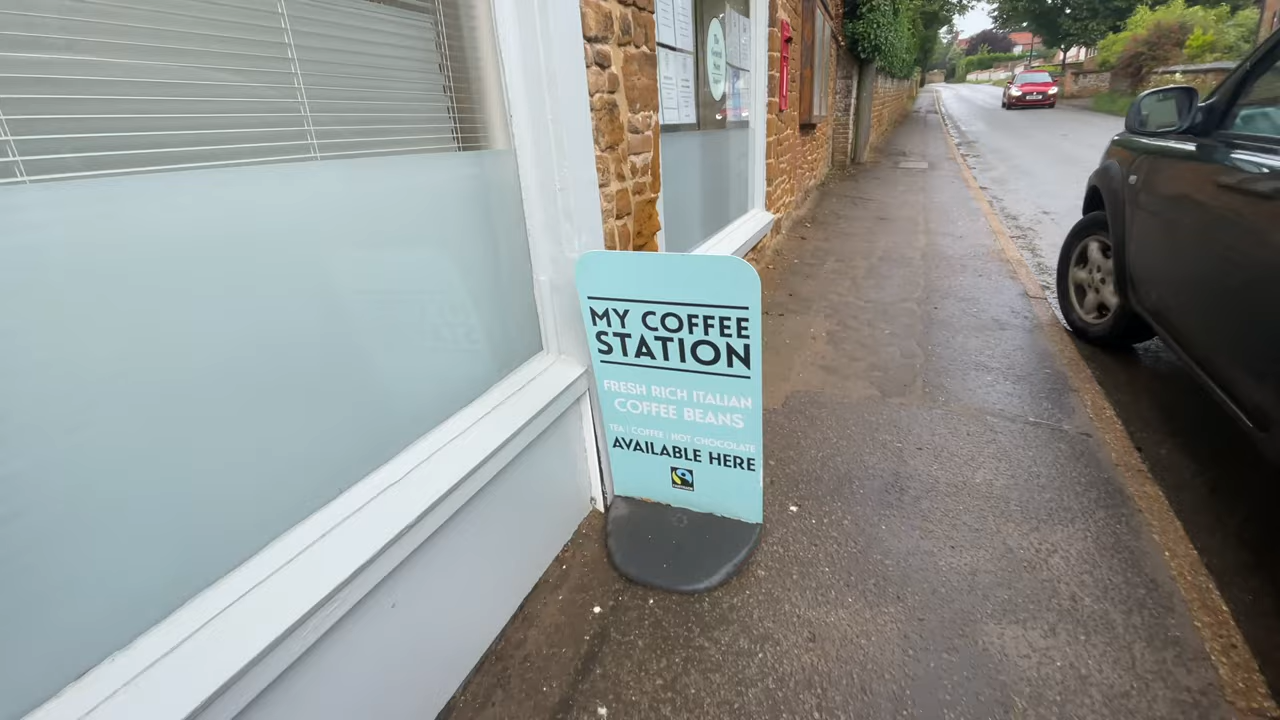 MY COFFEE
STATION
FRESH RICH ITALIAN
COFFEE BEANS
TEA | COFFEE | HOT CHOCOLATE
AVAILABLE HERE